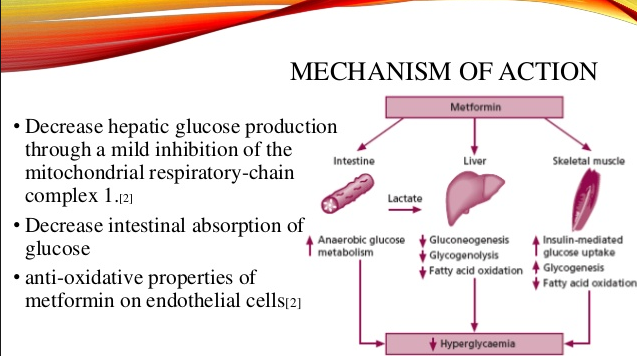 MECHANISM OF ACTION
• Decrease hepatic glucose production
through a mild inhibition of the
mitochondrial respiratory-chain
complex 1.[2]
• Decrease intestinal absorption of
glucose
• anti-oxidative properties of
metformin on endothelial cells[2]
Metformin
Intestine
Liver
Skeletal muscle
Lactate
Anaerobic glucose
metabolism
Gluconeogenesis
Glycogenolysis
Fatty acid oxidation
Insulin-mediated
glucose uptake
Glycogenesis
Fatty acid oxidation
Hyperglycaemia